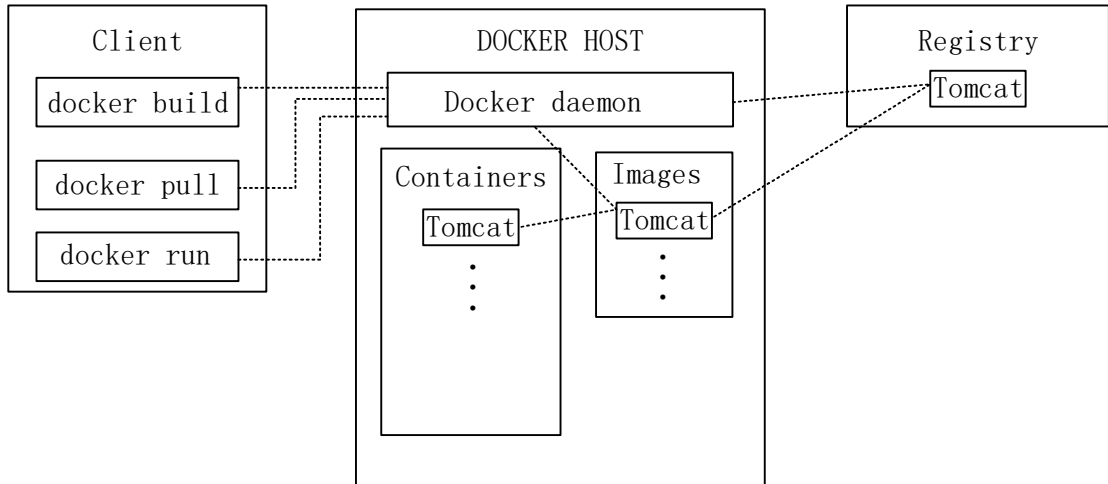 Client
docker build
docker pull
docker run
DOCKER HOST
Docker daemon
Containers
Tomcat
Images
Tomcat
Registry
Tomcat